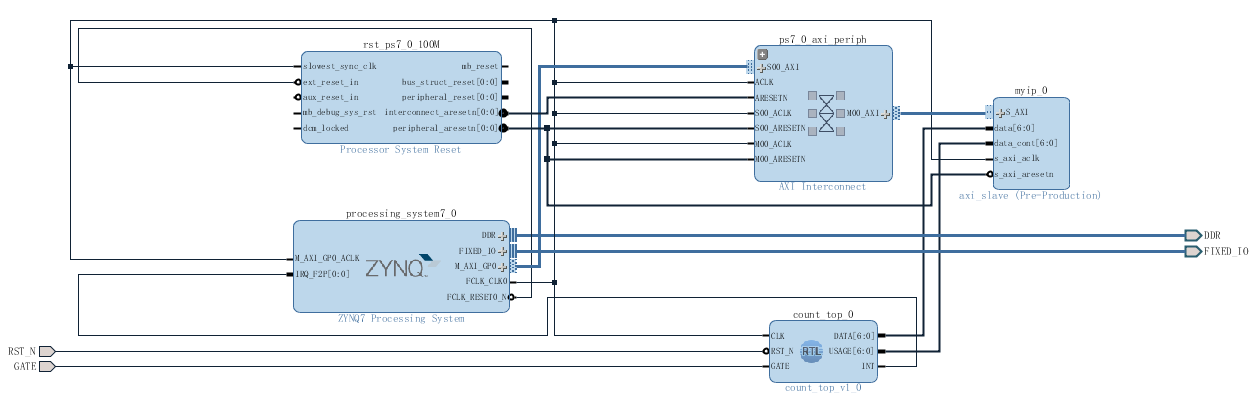 rst_ps7_0_100M
slowest_sync_clk
ext_reset_in
aux_reset_in
mb_debug_sys_rst
dcm_locked
mb_reset
bus_struct_reset[0:0]
peripheral_reset[0:0]
interconnect_aresetn[0:0]
peripheral_aresetn[0:0]
Processor System Reset
ps7_0_axi_periph
S00_AXI
ACLK
ARESETN
S00_ACLK
S00_ARESETN
M00_ACLK
M00_ARESETN
M00_AXI
AXI Interconnect
myip_0
S_AXI
data[6:0]
data_cont[6:0]
s_axi_aclk
s_axi_aresetn
axi_slave (Pre-Production)
processing_system7_0
M_AXI_GP0_ACLK
IRQ_F2P[0:0]
ZYNQ
DDR
FIXED_IO
M_AXI_GP0
FCLK_CLK0
FCLK_RESET0_N
ZYNQ7 Processing System
DDR
FIXED_IO
count_top_0
CLK
RST_N
GATE
RTL
DATA[6:0]
USAGE[6:0]
INT
count_top_v1_0
RST_N
GATE